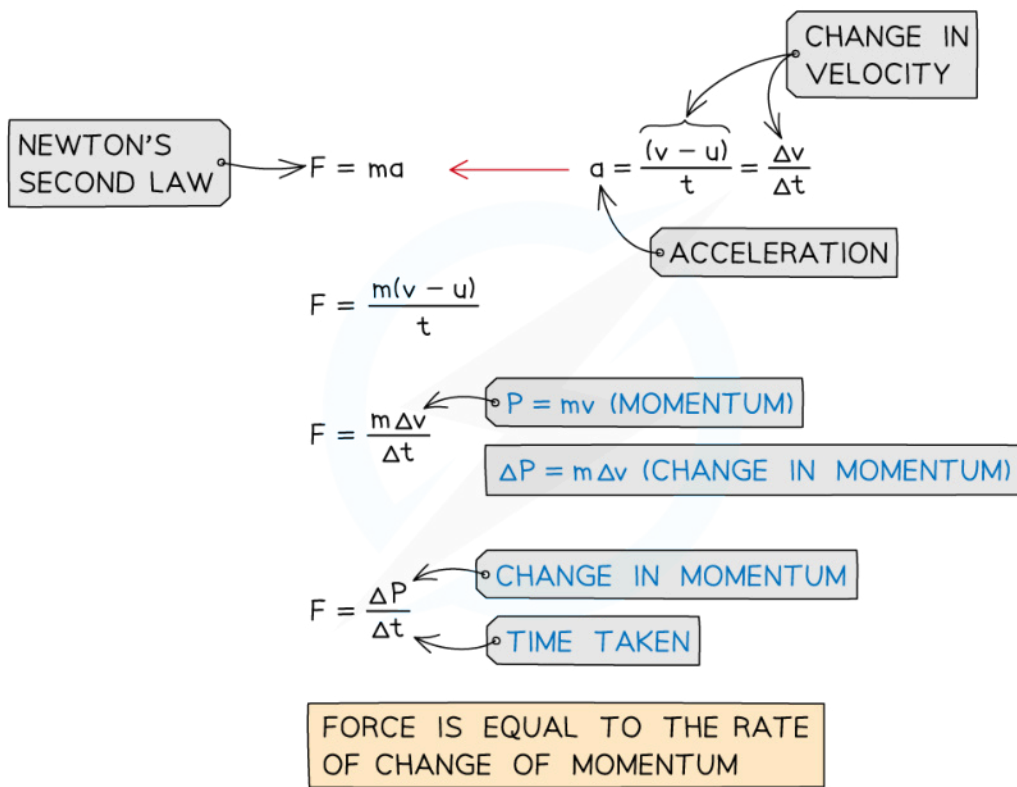 CHANGE IN
VELOCITY
NEWTON'S
SECOND LAW
F = ma
a = (v − u)/t = Δv/Δt
ACCELERATION
F = m(v − u)/t
F = mΔv/Δt
P = mv (MOMENTUM)
ΔP = mΔv (CHANGE IN MOMENTUM)
CHANGE IN MOMENTUM
F = ΔP/Δt
TIME TAKEN
FORCE IS EQUAL TO THE RATE
OF CHANGE OF MOMENTUM